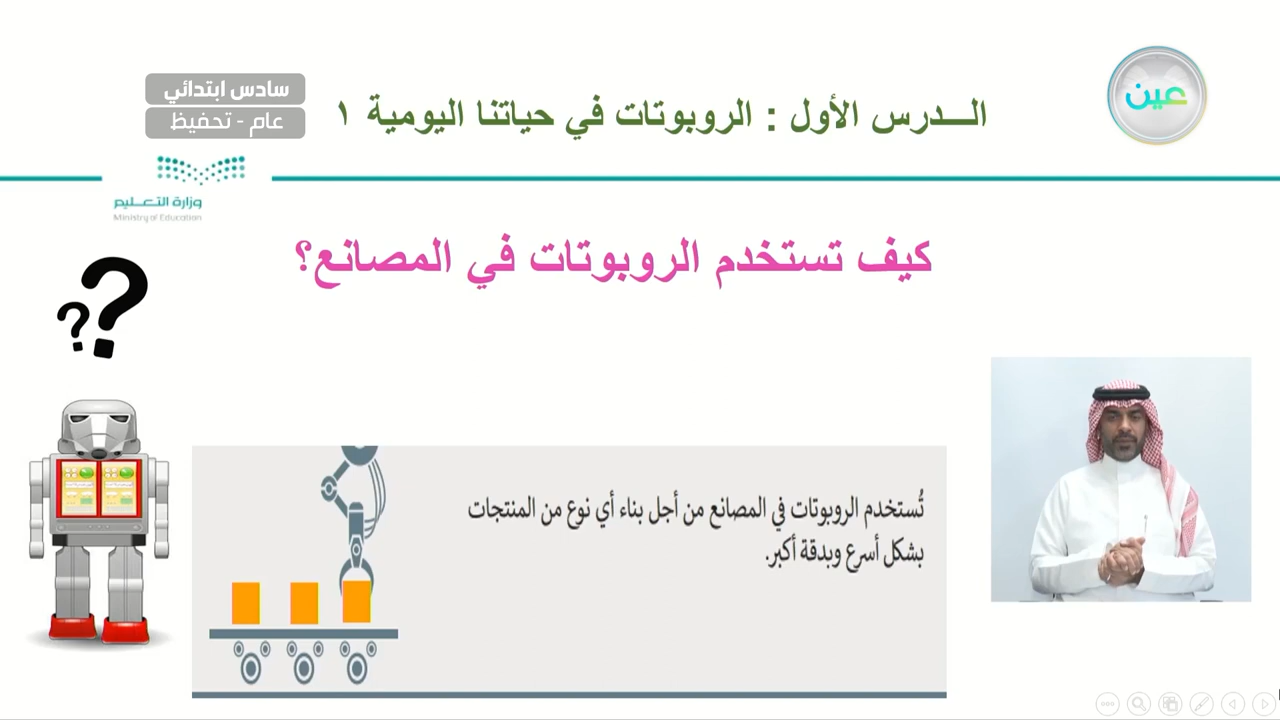 عين
الــدرس الأول : الروبوتات في حياتنا اليومية ١
سادس ابتدائي
عام - تحفيظ
وزارة التعـليم
Ministry of Education
كيف تستخدم الروبوتات في المصانع؟
??
تُستخدم الروبوتات في المصانع من أجل بناء أي نوع من المنتجات
بشكل أسرع وبدقة أكبر.